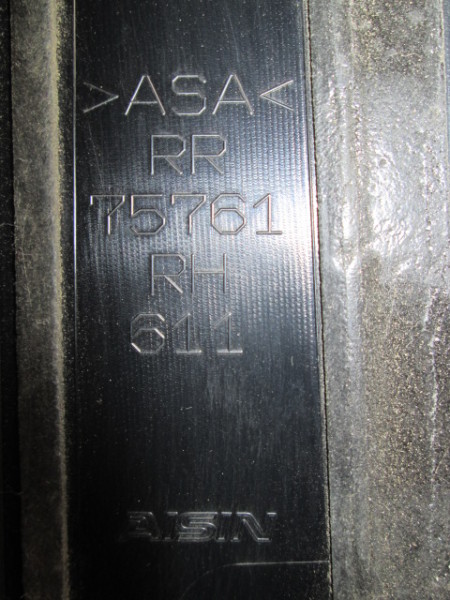 >ASA<
RR
75761
RH
611
AISIN